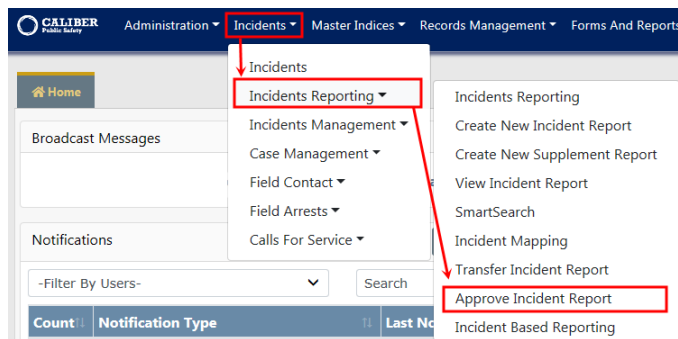 CALIBER
Public Safety
Administration Incidents Master Indices Records Management Forms And Reports
Home
Broadcast Messages
Notifications
-Filter By Users-
Search
Count Notification Type Last No
Incidents
Incidents Reporting
Incidents Management
Case Management
Field Contact
Field Arrests
Calls For Service
Incidents Reporting
Create New Incident Report
Create New Supplement Report
View Incident Report
SmartSearch
Incident Mapping
Transfer Incident Report
Approve Incident Report
Incident Based Reporting